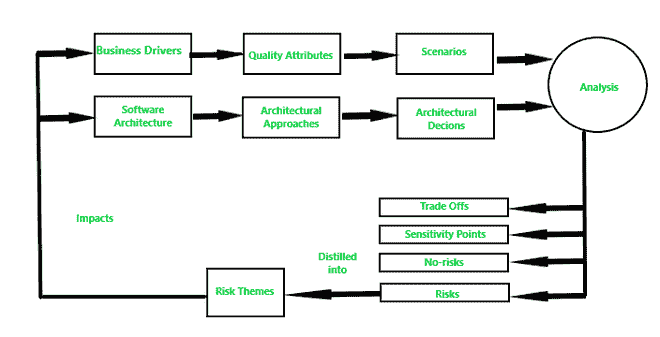 Business Drivers
Quality Attributes
Scenarios
Analysis
Software
Architecture
Architectural
Approaches
Architectural
Decions
Trade Offs
Sensitivity Points
No-risks
Risks
Distilled
into
Risk Themes
Impacts